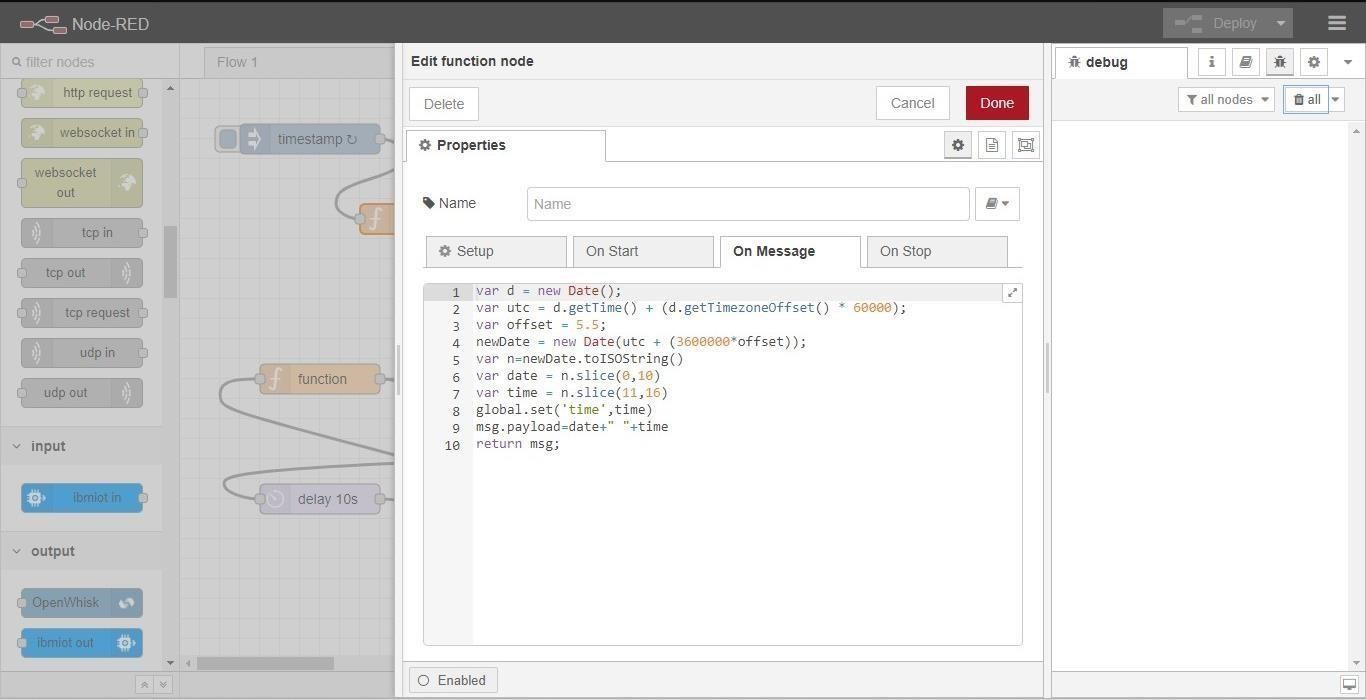 Node-RED
Deploy
filter nodes
http request
websocket in
websocket
out
tcp in
tcp out
tcp request
udp in
udp out
input
ibmiot in
output
OpenWhisk
ibmiot out
Flow 1
timestamp ↻
function
delay 10s
Edit function node
Delete
Cancel
Done
Properties
Name
Name
Setup
On Start
On Message
On Stop
1 var d = new Date();
2 var utc = d.getTime() + (d.getTimezoneOffset() * 60000);
3 var offset = 5.5;
4 newDate = new Date(utc + (3600000*offset));
5 var n=newDate.toISOString()
6 var date = n.slice(0,10)
7 var time = n.slice(11,16)
8 global.set('time',time)
9 msg.payload=date+" "+time
10 return msg;
Enabled
debug
all nodes
all